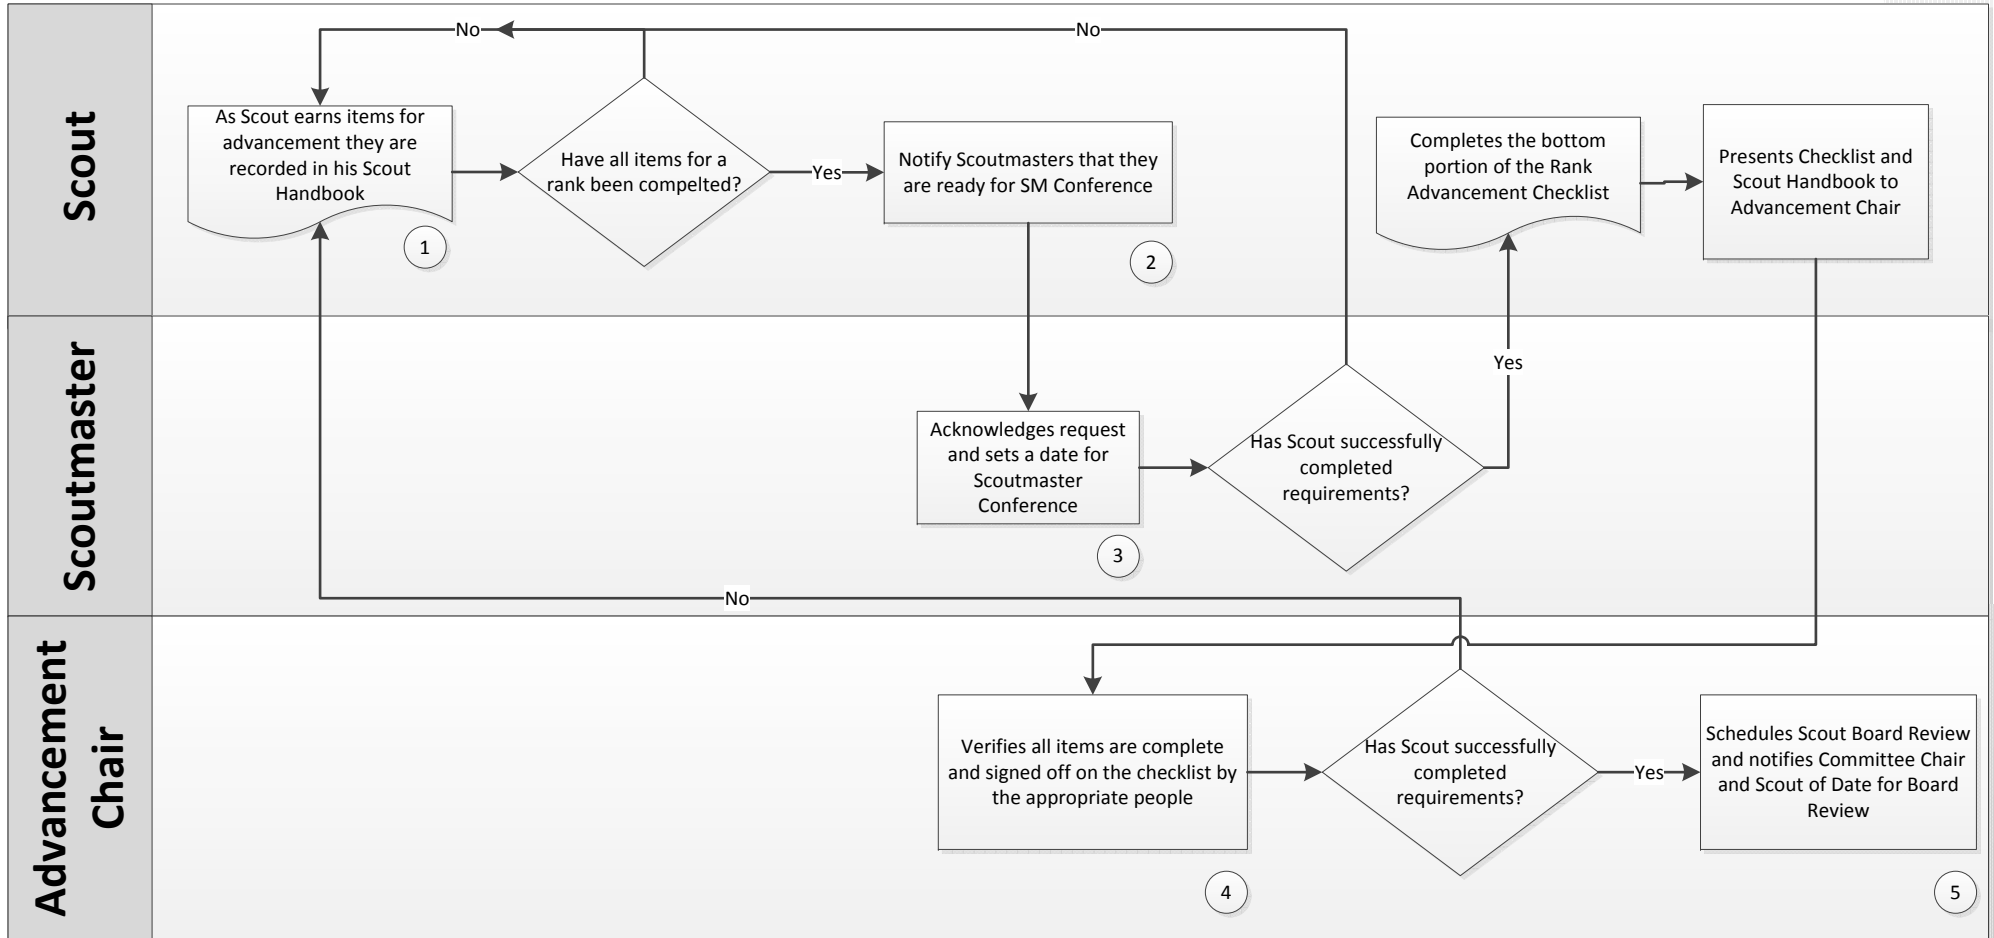 Scout
No
No
As Scout earns items for
advancement they are
recorded in his Scout
Handbook
1
Have all items for a
rank been compelted?
Yes
Notify Scoutmasters that they
are ready for SM Conference
2
Completes the bottom
portion of the Rank
Advancement Checklist
Presents Checklist and
Scout Handbook to
Advancement Chair
Scoutmaster
Acknowledges request
and sets a date for
Scoutmaster
Conference
3
Has Scout successfully
completed
requirements?
Yes
No
Advancement
Chair
Verifies all items are complete
and signed off on the checklist by
the appropriate people
4
Has Scout successfully
completed
requirements?
Yes
Schedules Scout Board Review
and notifies Committee Chair
and Scout of Date for Board
Review
5